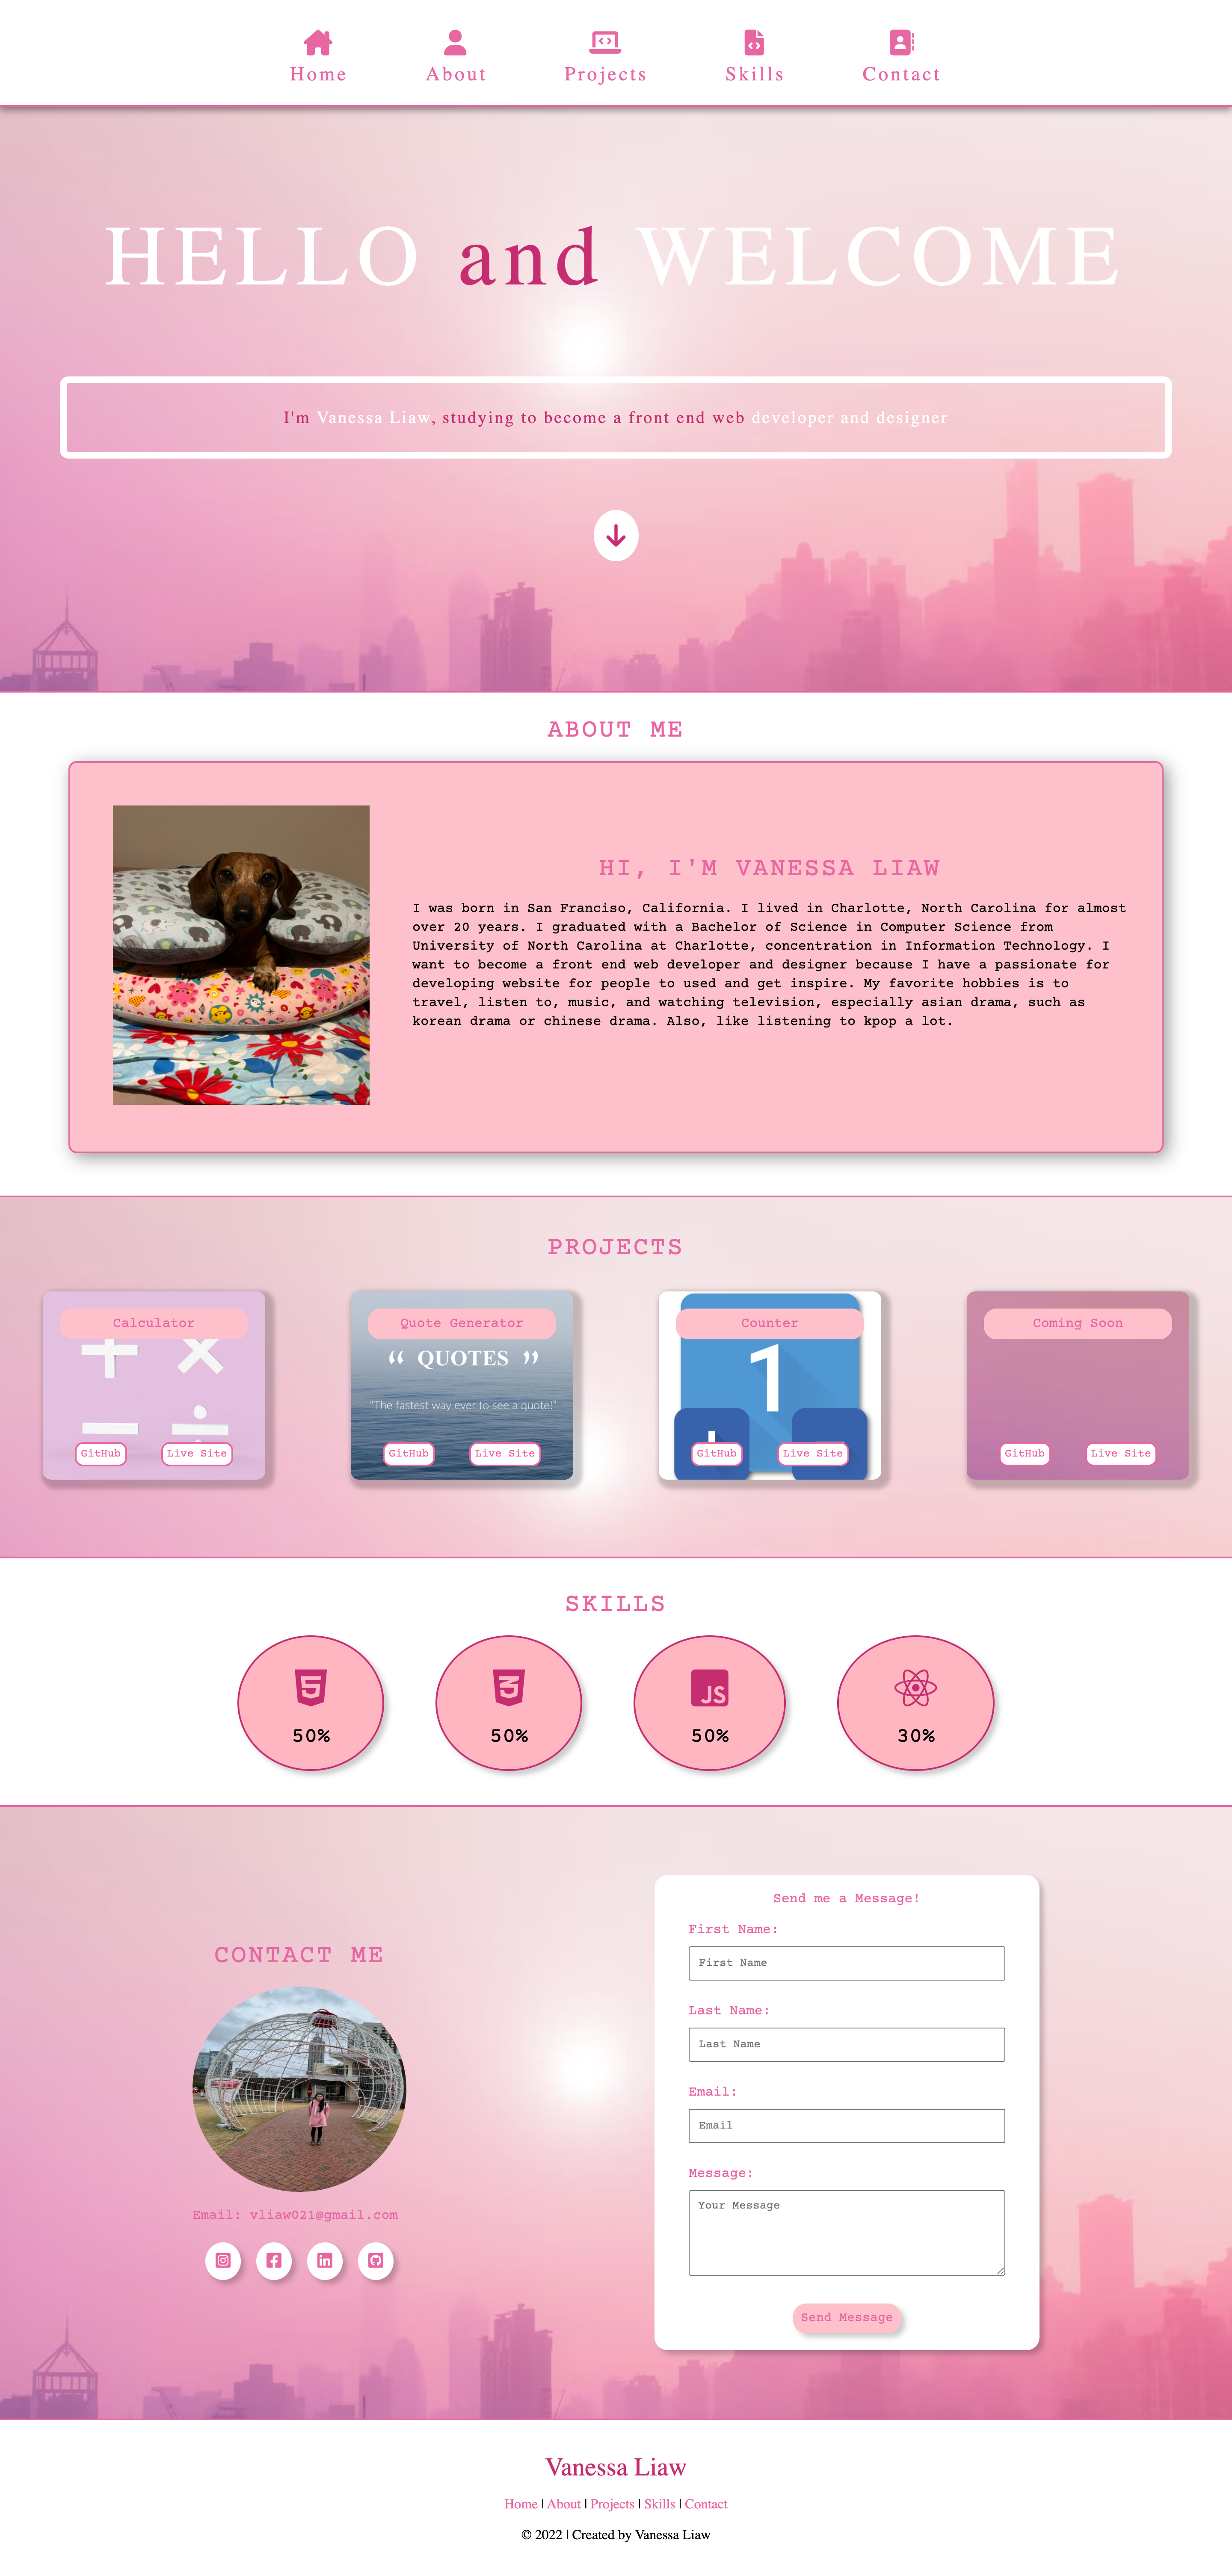 Home About Projects Skills Contact
HELLO and WELCOME
I'm Vanessa Liaw, studying to become a front end web developer and designer
ABOUT ME
HI, I'M VANESSA LIAW
I was born in San Franciso, California. I lived in Charlotte, North Carolina for almost
over 20 years. I graduated with a Bachelor of Science in Computer Science from
University of North Carolina at Charlotte, concentration in Information Technology. I
want to become a front end web developer and designer because I have a passionate for
developing website for people to used and get inspire. My favorite hobbies is to
travel, listen to, music, and watching television, especially asian drama, such as
korean drama or chinese drama. Also, like listening to kpop a lot.
PROJECTS
Calculator
GitHub Live Site
Quote Generator
“ QUOTES ”
“The fastest way ever to see a quote!”
GitHub Live Site
Counter
1
GitHub Live Site
Coming Soon
GitHub Live Site
SKILLS
5 3 JS
50% 50% 50% 30%
CONTACT ME
Email: vliaw021@gmail.com
Send me a Message!
First Name:
First Name
Last Name:
Last Name
Email:
Email
Message:
Your Message
Send Message
Vanessa Liaw
Home | About | Projects | Skills | Contact
© 2022 | Created by Vanessa Liaw